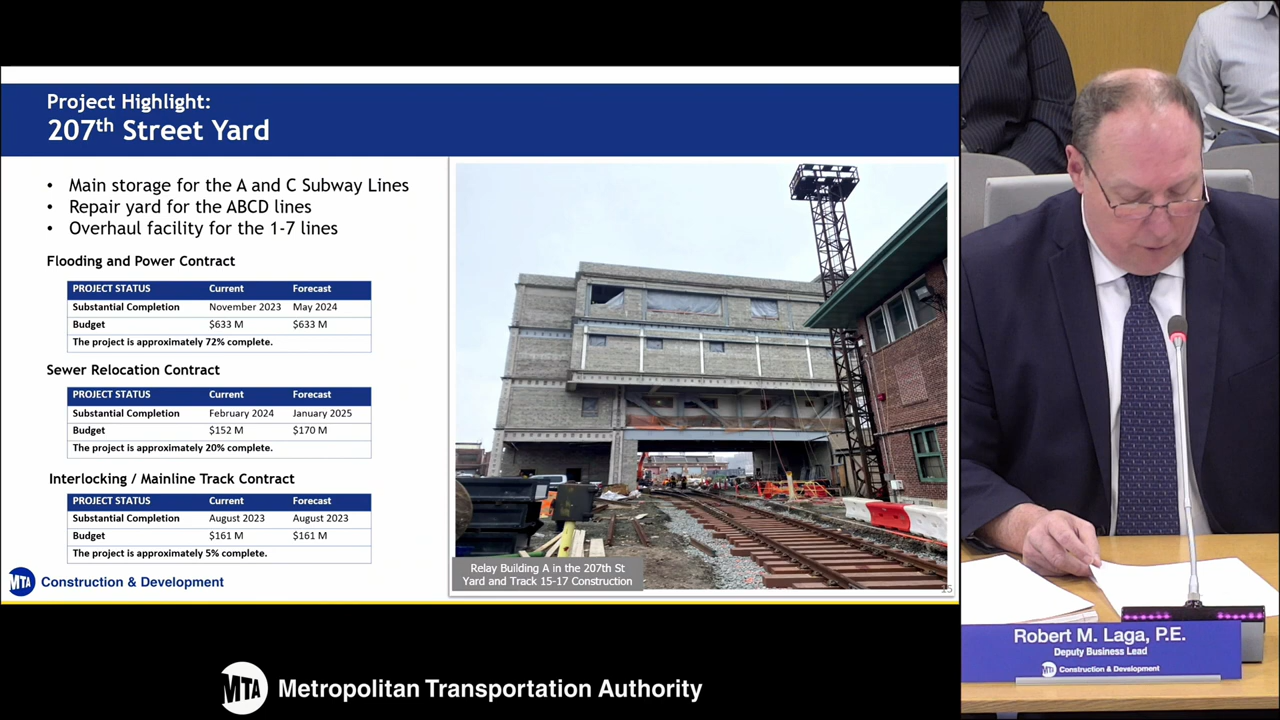 Project Highlight:
207th Street Yard
• Main storage for the A and C Subway Lines
• Repair yard for the ABCD lines
• Overhaul facility for the 1-7 lines
Flooding and Power Contract
PROJECT STATUS Current Forecast
Substantial Completion November 2023 May 2024
Budget $633 M $633 M
The project is approximately 72% complete.
Sewer Relocation Contract
PROJECT STATUS Current Forecast
Substantial Completion February 2024 January 2025
Budget $152 M $170 M
The project is approximately 20% complete.
Interlocking / Mainline Track Contract
PROJECT STATUS Current Forecast
Substantial Completion August 2023 August 2023
Budget $161 M $161 M
The project is approximately 5% complete.
MTA Construction & Development
Relay Building A in the 207th St
Yard and Track 15-17 Construction
15
Robert M. Laga, P.E.
Deputy Business Lead
MTA Construction & Development
MTA Metropolitan Transportation Authority